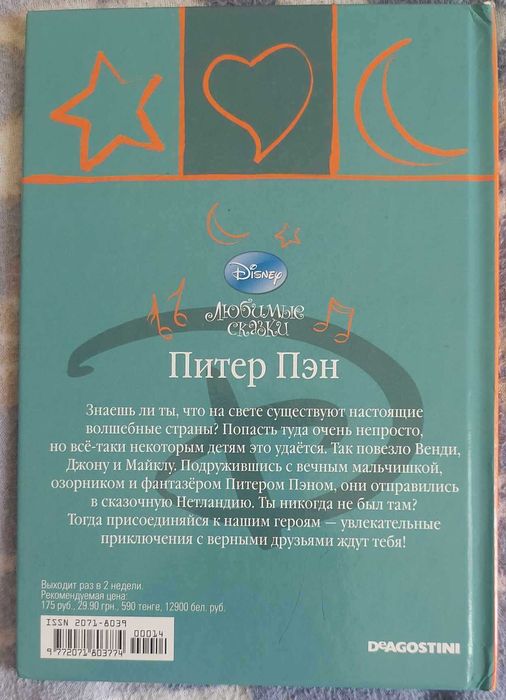 Disney
Любимые
сказки
Питер Пэн
Знаешь ли ты, что на свете существуют настоящие
волшебные страны? Попасть туда очень непросто,
но всё-таки некоторым детям это удаётся. Так повезло Венди,
Джону и Майклу. Подружившись с вечным мальчишкой,
озорником и фантазёром Питером Пэном, они отправились
в сказочную Нетландию. Ты никогда не был там?
Тогда присоединяйся к нашим героям — увлекательные
приключения с верными друзьями ждут тебя!
Выходит раз в 2 недели.
Рекомендуемая цена:
175 руб., 29.90 грн., 590 тенге, 12900 бел. руб.
ISSN 2071-8039
00014
9 772071 803774
DeAGOSTINI